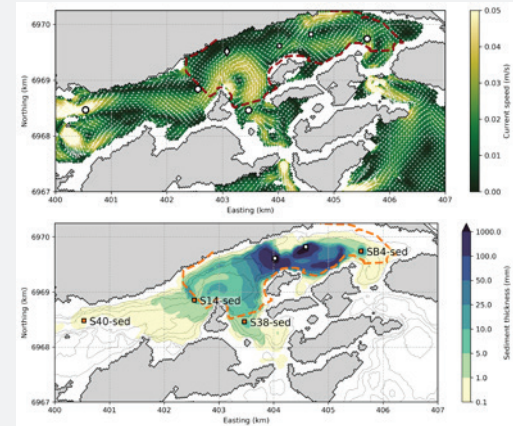 6970
6969
6968
6967
400 401 402 403 404 405 406 407
Easting (km)
Northing (km)
0.05
0.04
0.03
0.02
0.01
0.00
Current speed (m/s)
6970
6969
6968
6967
400 401 402 403 404 405 406 407
Easting (km)
Northing (km)
SB4-sed
S14-sed
S40-sed
S38-sed
1000.0
100.0
50.0
25.0
10.0
5.0
1.0
0.1
Sediment thickness (mm)